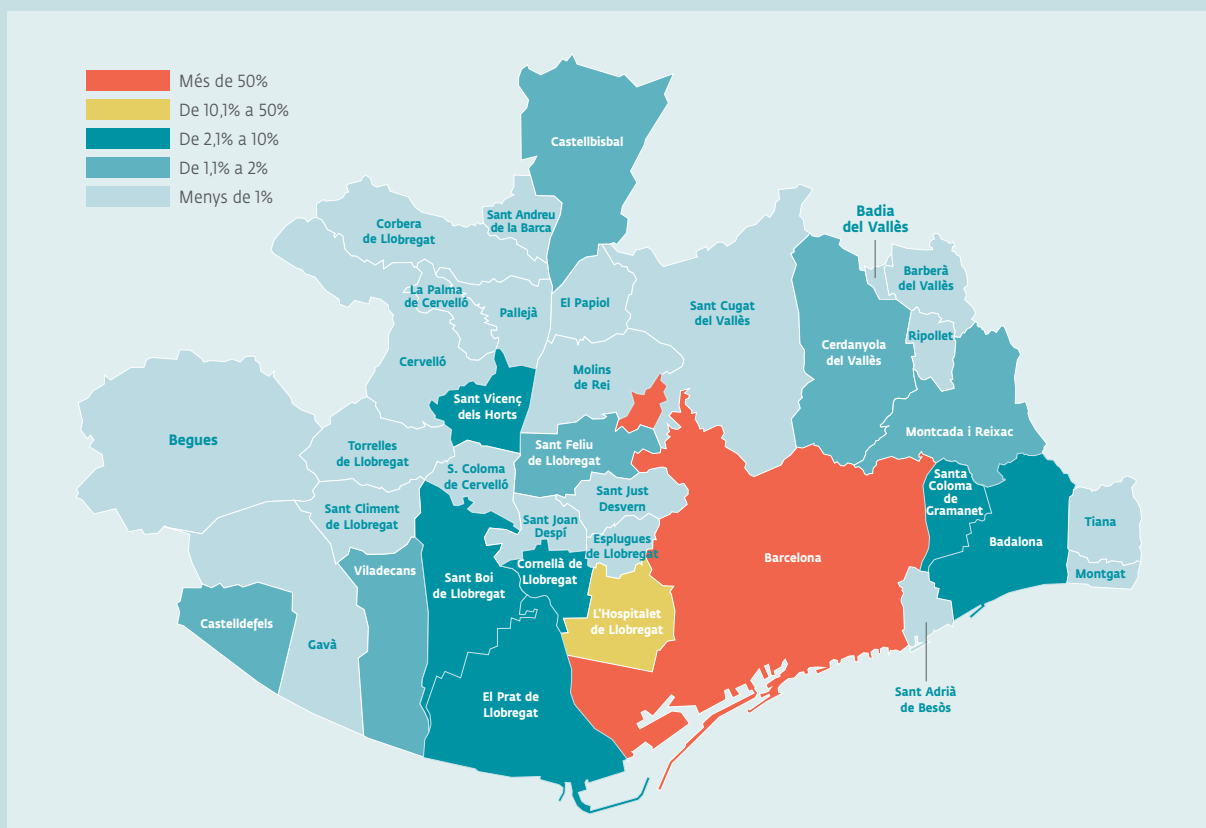 Més de 50%
De 10,1% a 50%
De 2,1% a 10%
De 1,1% a 2%
Menys de 1%
Castellbisbal
Sant Andreu
de la Barca
Corbera
de Llobregat
Badia
del Vallès
Barberà
del Vallès
La Palma
de Cervelló
Pallejà
El Papiol
Sant Cugat
del Vallès
Ripollet
Cerdanyola
del Vallès
Cervelló
Molins
de Rei
Sant Vicenç
dels Horts
Begues
Torrelles
de Llobregat
Sant Feliu
de Llobregat
Montcada i Reixac
S. Coloma
de Cervelló
Santa
Coloma
de
Gramanet
Sant Just
Desvern
Sant Climent
de Llobregat
Sant Joan
Despí
Tiana
Esplugues
de Llobregat
Badalona
Barcelona
Viladecans
Cornellà de
Llobregat
Sant Boi
de Llobregat
Montgat
Castelldefels
L'Hospitalet
de Llobregat
Gavà
El Prat de
Llobregat
Sant Adrià
de Besòs